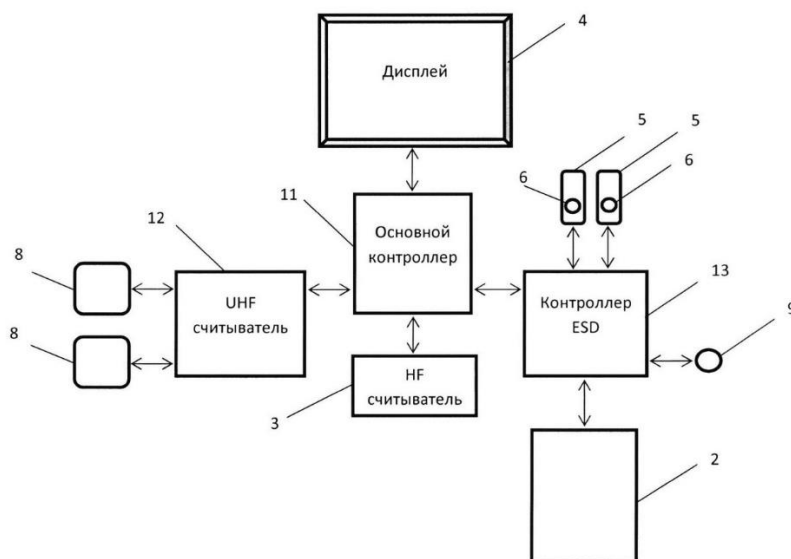 4
Дисплей
5
5
6
6
11
12
Основной
контроллер
8
13
UHF
считыватель
Контроллер
ESD
9
8
HF
считыватель
3
2